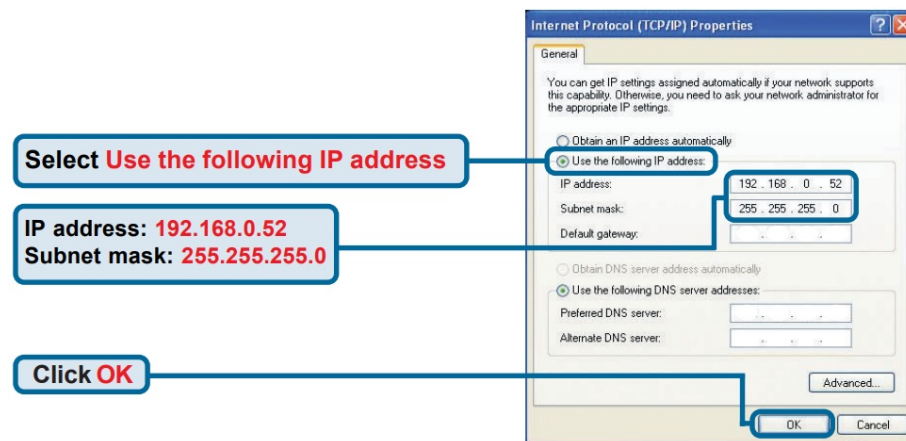 Internet Protocol (TCP/IP) Properties
General
You can get IP settings assigned automatically if your network supports
this capability. Otherwise, you need to ask your network administrator for
the appropriate IP settings.
Obtain an IP address automatically
Select Use the following IP address
Use the following IP address:
IP address: 192 . 168 . 0 . 52
Subnet mask: 255 . 255 . 255 . 0
Default gateway: . . .
IP address: 192.168.0.52
Subnet mask: 255.255.255.0
Obtain DNS server address automatically
Use the following DNS server addresses:
Preferred DNS server: . . .
Alternate DNS server: . . .
Click OK
Advanced...
OK Cancel